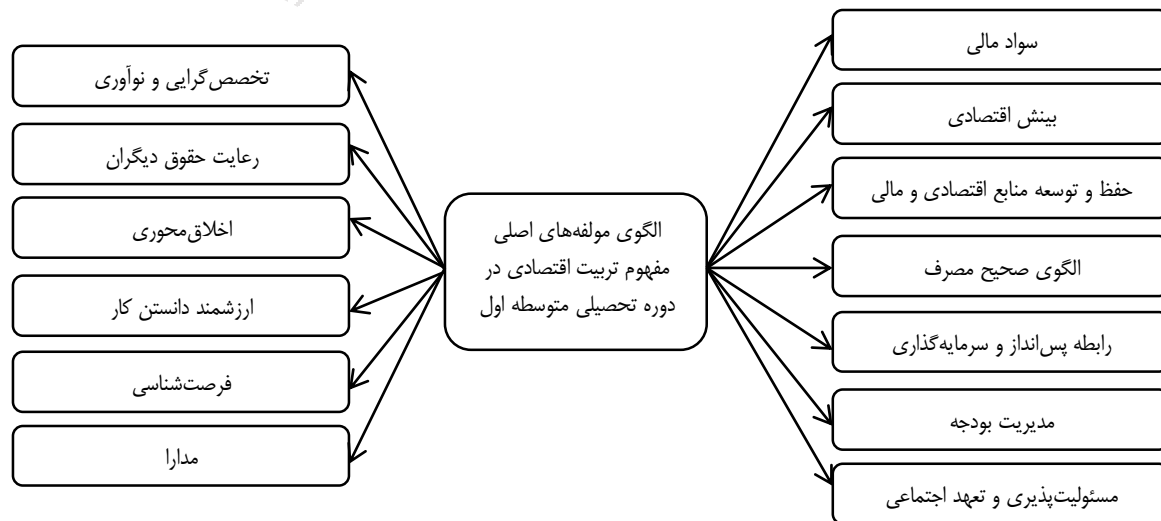 سواد مالی
بینش اقتصادی
حفظ و توسعه منابع اقتصادی و مالی
الگوی صحیح مصرف
رابطه پس‌انداز و سرمایه‌گذاری
مدیریت بودجه
مسئولیت‌پذیری و تعهد اجتماعی
الگوی مولفه‌های اصلی
مفهوم تربیت اقتصادی در
دوره تحصیلی متوسطه اول
تخصص‌گرایی و نوآوری
رعایت حقوق دیگران
اخلاق‌محوری
ارزشمند دانستن کار
فرصت‌شناسی
مدارا